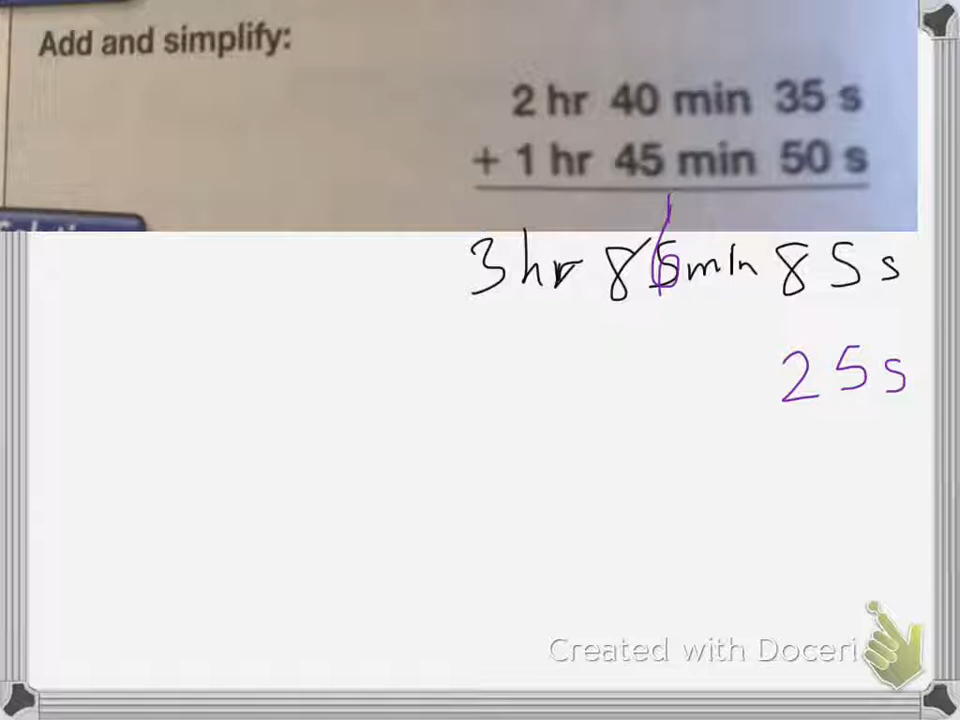 Add and simplify:
2 hr 40 min 35 s
+ 1 hr 45 min 50 s
3 hr 86 min 85 s
25 s
Created with Doceri